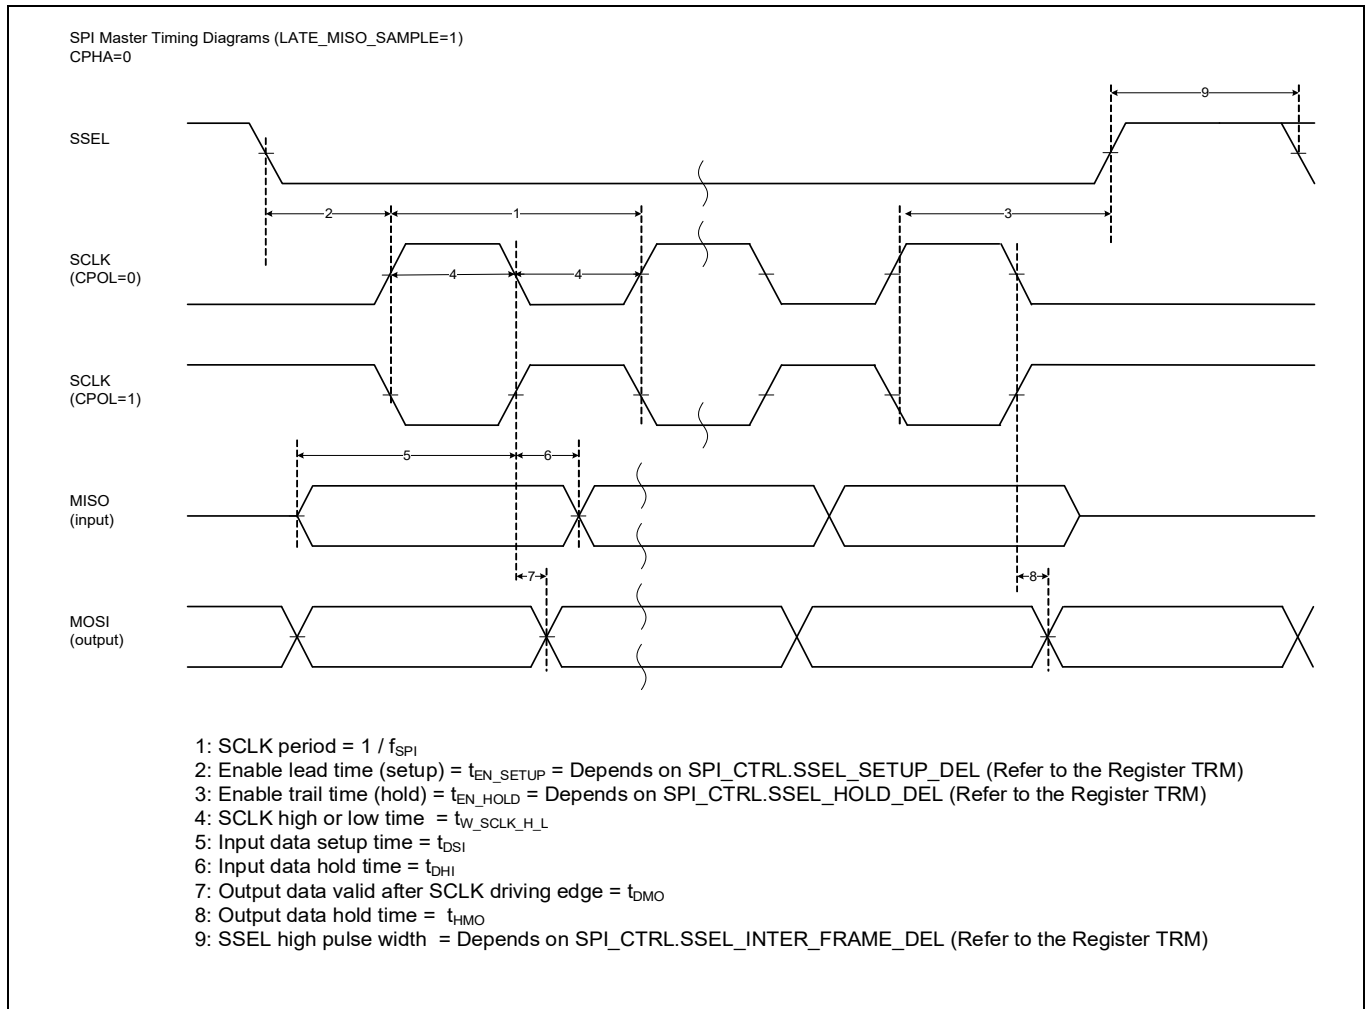 SPI Master Timing Diagrams (LATE_MISO_SAMPLE=1)
CPHA=0
9
SSEL
2
1
3
SCLK
(CPOL=0)
4
4
SCLK
(CPOL=1)
5
6
MISO
(input)
7
8
MOSI
(output)
1: SCLK period = 1 / fSPI
2: Enable lead time (setup) = tEN_SETUP = Depends on SPI_CTRL.SSEL_SETUP_DEL (Refer to the Register TRM)
3: Enable trail time (hold) = tEN_HOLD = Depends on SPI_CTRL.SSEL_HOLD_DEL (Refer to the Register TRM)
4: SCLK high or low time = tW_SCLK_H_L
5: Input data setup time = tDSI
6: Input data hold time = tDHI
7: Output data valid after SCLK driving edge = tDMO
8: Output data hold time = tHMO
9: SSEL high pulse width = Depends on SPI_CTRL.SSEL_INTER_FRAME_DEL (Refer to the Register TRM)